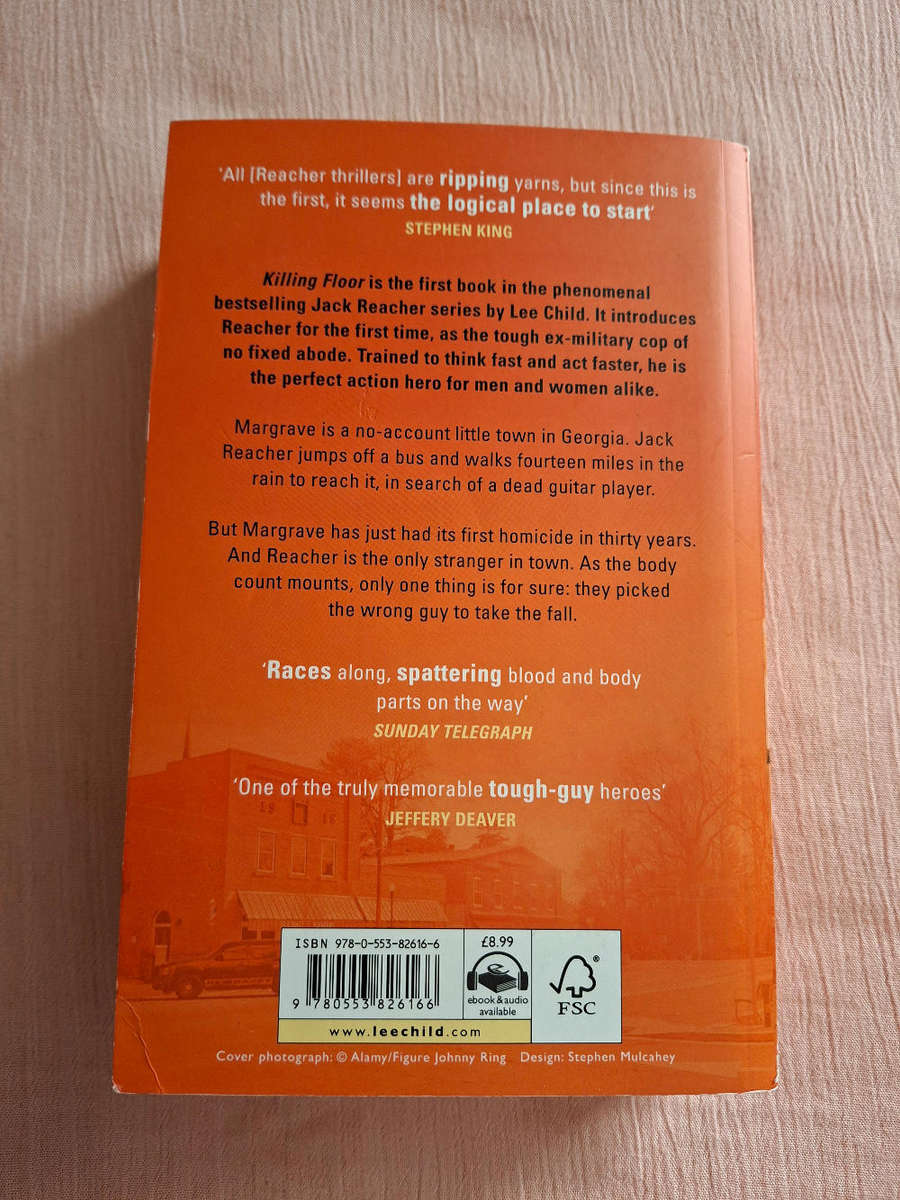 'All [Reacher thrillers] are ripping yarns, but since this is
the first, it seems the logical place to start'
STEPHEN KING
Killing Floor is the first book in the phenomenal
bestselling Jack Reacher series by Lee Child. It introduces
Reacher for the first time, as the tough ex-military cop of
no fixed abode. Trained to think fast and act faster, he is
the perfect action hero for men and women alike.
Margrave is a no-account little town in Georgia. Jack
Reacher jumps off a bus and walks fourteen miles in the
rain to reach it, in search of a dead guitar player.
But Margrave has just had its first homicide in thirty years.
And Reacher is the only stranger in town. As the body
count mounts, only one thing is for sure: they picked
the wrong guy to take the fall.
'Races along, spattering blood and body
parts on the way'
SUNDAY TELEGRAPH
'One of the truly memorable tough-guy heroes'
JEFFERY DEAVER
ISBN 978-0-553-82616-6
9 780553 826166
www.leechild.com
£8.99
ebook & audio
available
®
FSC
Cover photograph: © Alamy/Figure Johnny Ring Design: Stephen Mulcahey